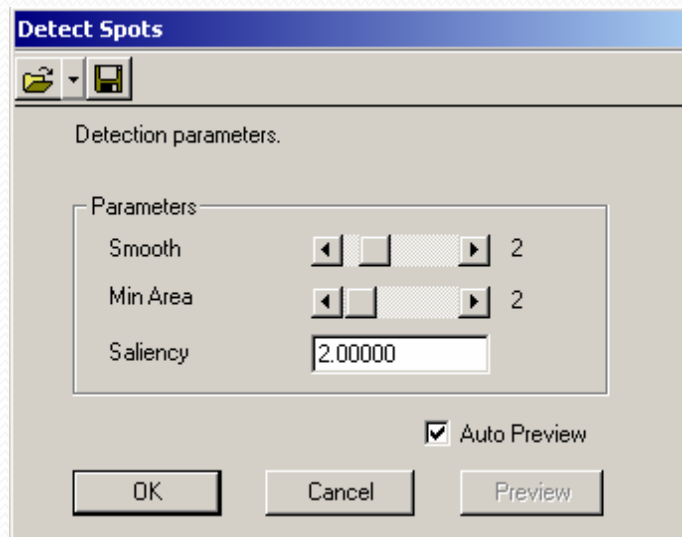 Detect Spots
Detection parameters.
Parameters
Smooth 2
Min Area 2
Saliency 2.00000
Auto Preview
OK Cancel Preview